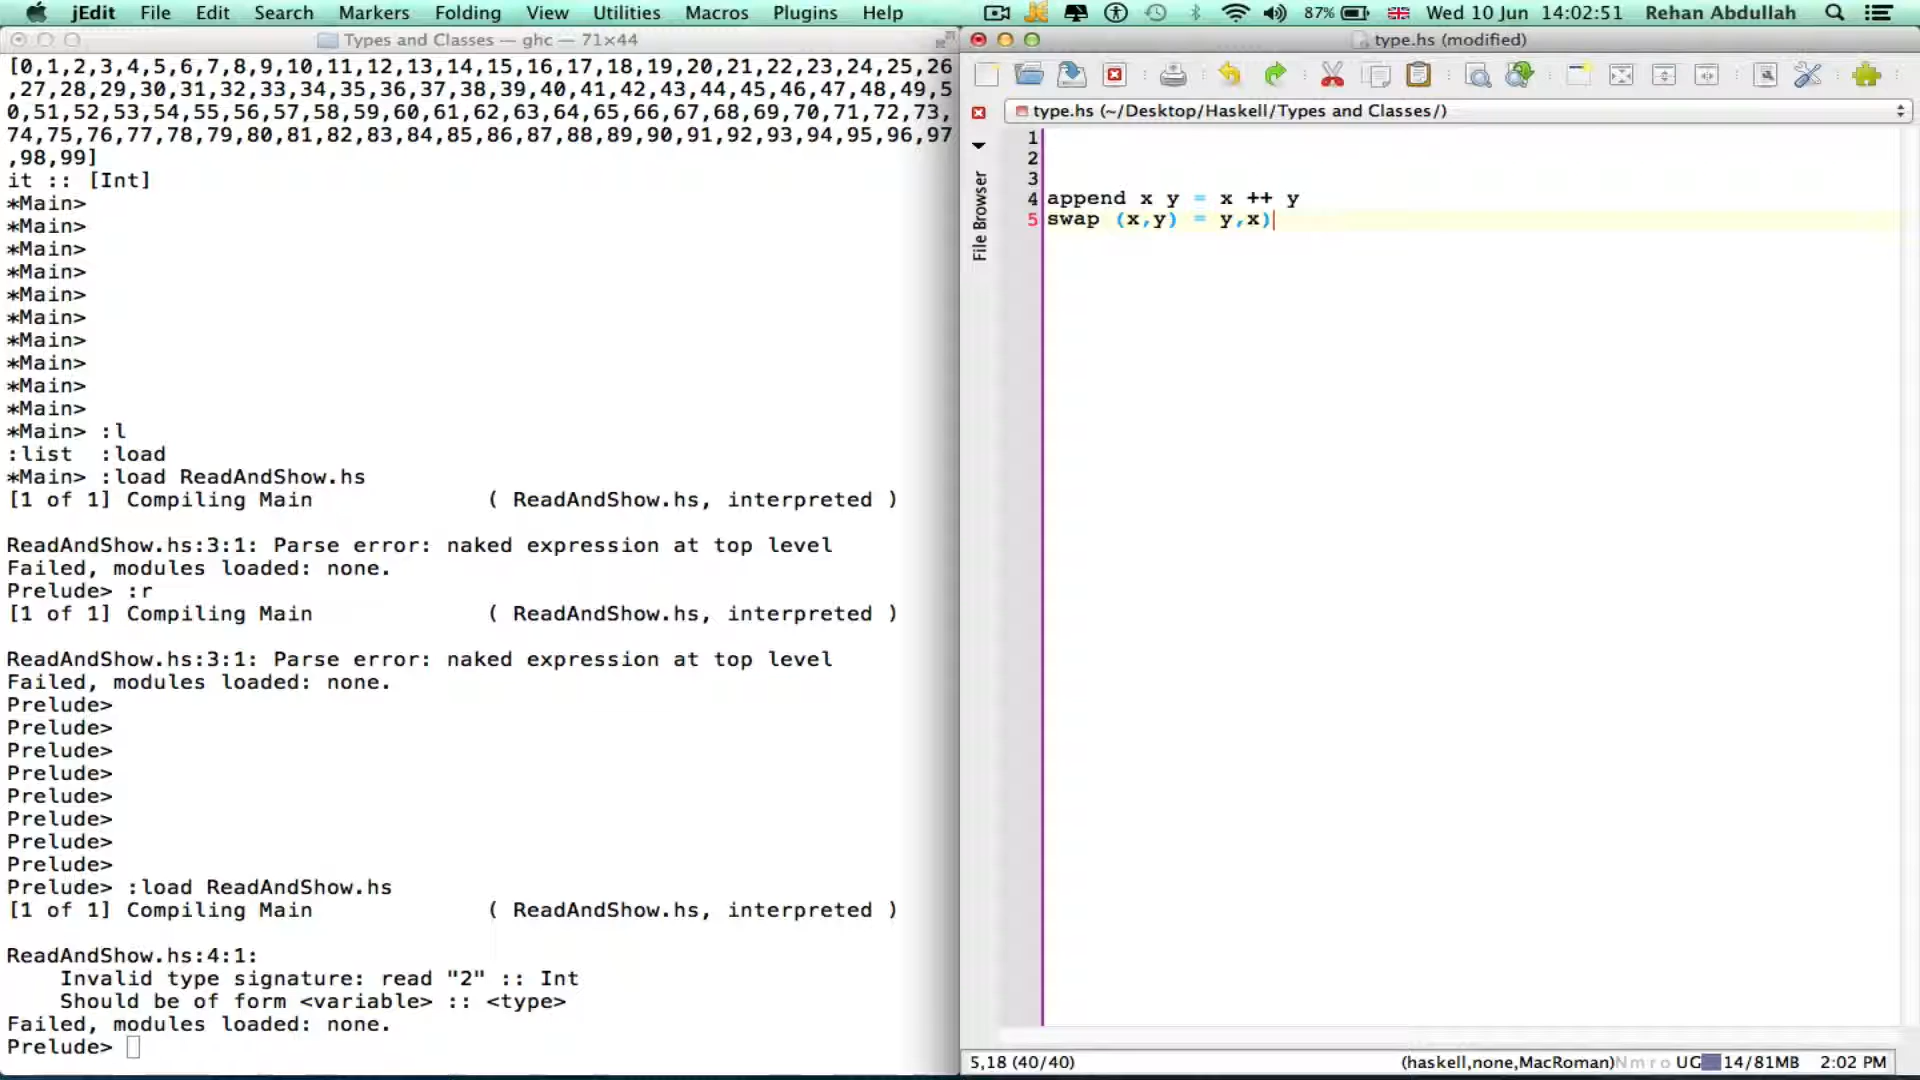 jEdit File Edit Search Markers Folding View Utilities Macros Plugins Help 87% Wed 10 Jun 14:02:51 Rehan Abdullah
Types and Classes — ghc — 71×44
[0,1,2,3,4,5,6,7,8,9,10,11,12,13,14,15,16,17,18,19,20,21,22,23,24,25,26
,27,28,29,30,31,32,33,34,35,36,37,38,39,40,41,42,43,44,45,46,47,48,49,5
0,51,52,53,54,55,56,57,58,59,60,61,62,63,64,65,66,67,68,69,70,71,72,73,
74,75,76,77,78,79,80,81,82,83,84,85,86,87,88,89,90,91,92,93,94,95,96,97
,98,99]
it :: [Int]
*Main>
*Main>
*Main>
*Main>
*Main>
*Main>
*Main>
*Main>
*Main>
*Main>
*Main> :l
:list :load
*Main> :load ReadAndShow.hs
[1 of 1] Compiling Main ( ReadAndShow.hs, interpreted )
ReadAndShow.hs:3:1: Parse error: naked expression at top level
Failed, modules loaded: none.
Prelude> :r
[1 of 1] Compiling Main ( ReadAndShow.hs, interpreted )
ReadAndShow.hs:3:1: Parse error: naked expression at top level
Failed, modules loaded: none.
Prelude>
Prelude>
Prelude>
Prelude>
Prelude>
Prelude>
Prelude>
Prelude>
Prelude> :load ReadAndShow.hs
[1 of 1] Compiling Main ( ReadAndShow.hs, interpreted )
ReadAndShow.hs:4:1:
Invalid type signature: read "2" :: Int
Should be of form <variable> :: <type>
Failed, modules loaded: none.
Prelude>
type.hs (modified)
type.hs (~/Desktop/Haskell/Types and Classes/)
File Browser
1
2
3
4 append x y = x ++ y
5 swap (x,y) = y,x)
5,18 (40/40) (haskell,none,MacRoman) N m r o UG 14/81MB 2:02 PM